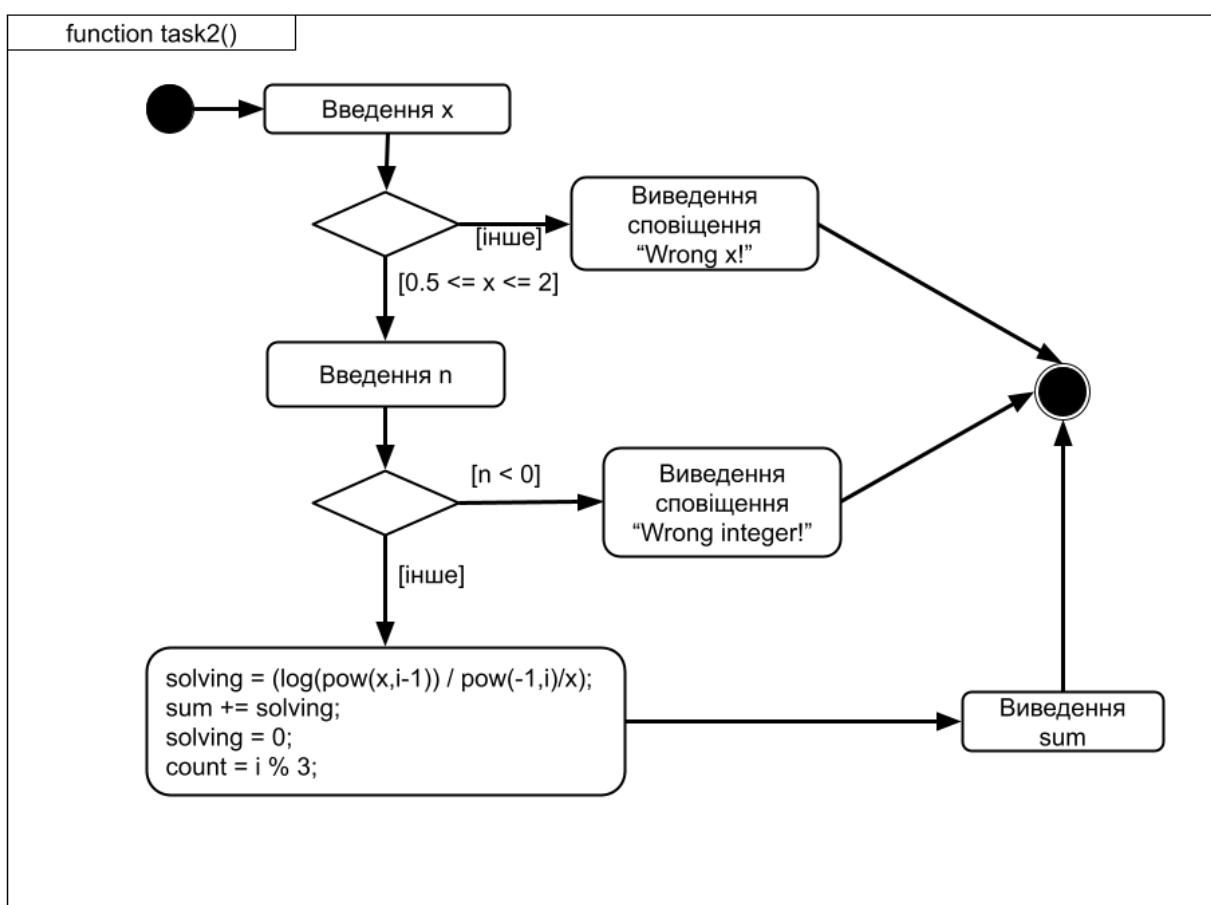 function task2()
Введення x
Виведення
сповіщення
“Wrong x!”
[інше]
[0.5 <= x <= 2]
Введення n
[n < 0]
Виведення
сповіщення
“Wrong integer!”
[інше]
solving = (log(pow(x,i-1)) / pow(-1,i)/x);
sum += solving;
solving = 0;
count = i % 3;
Виведення
sum